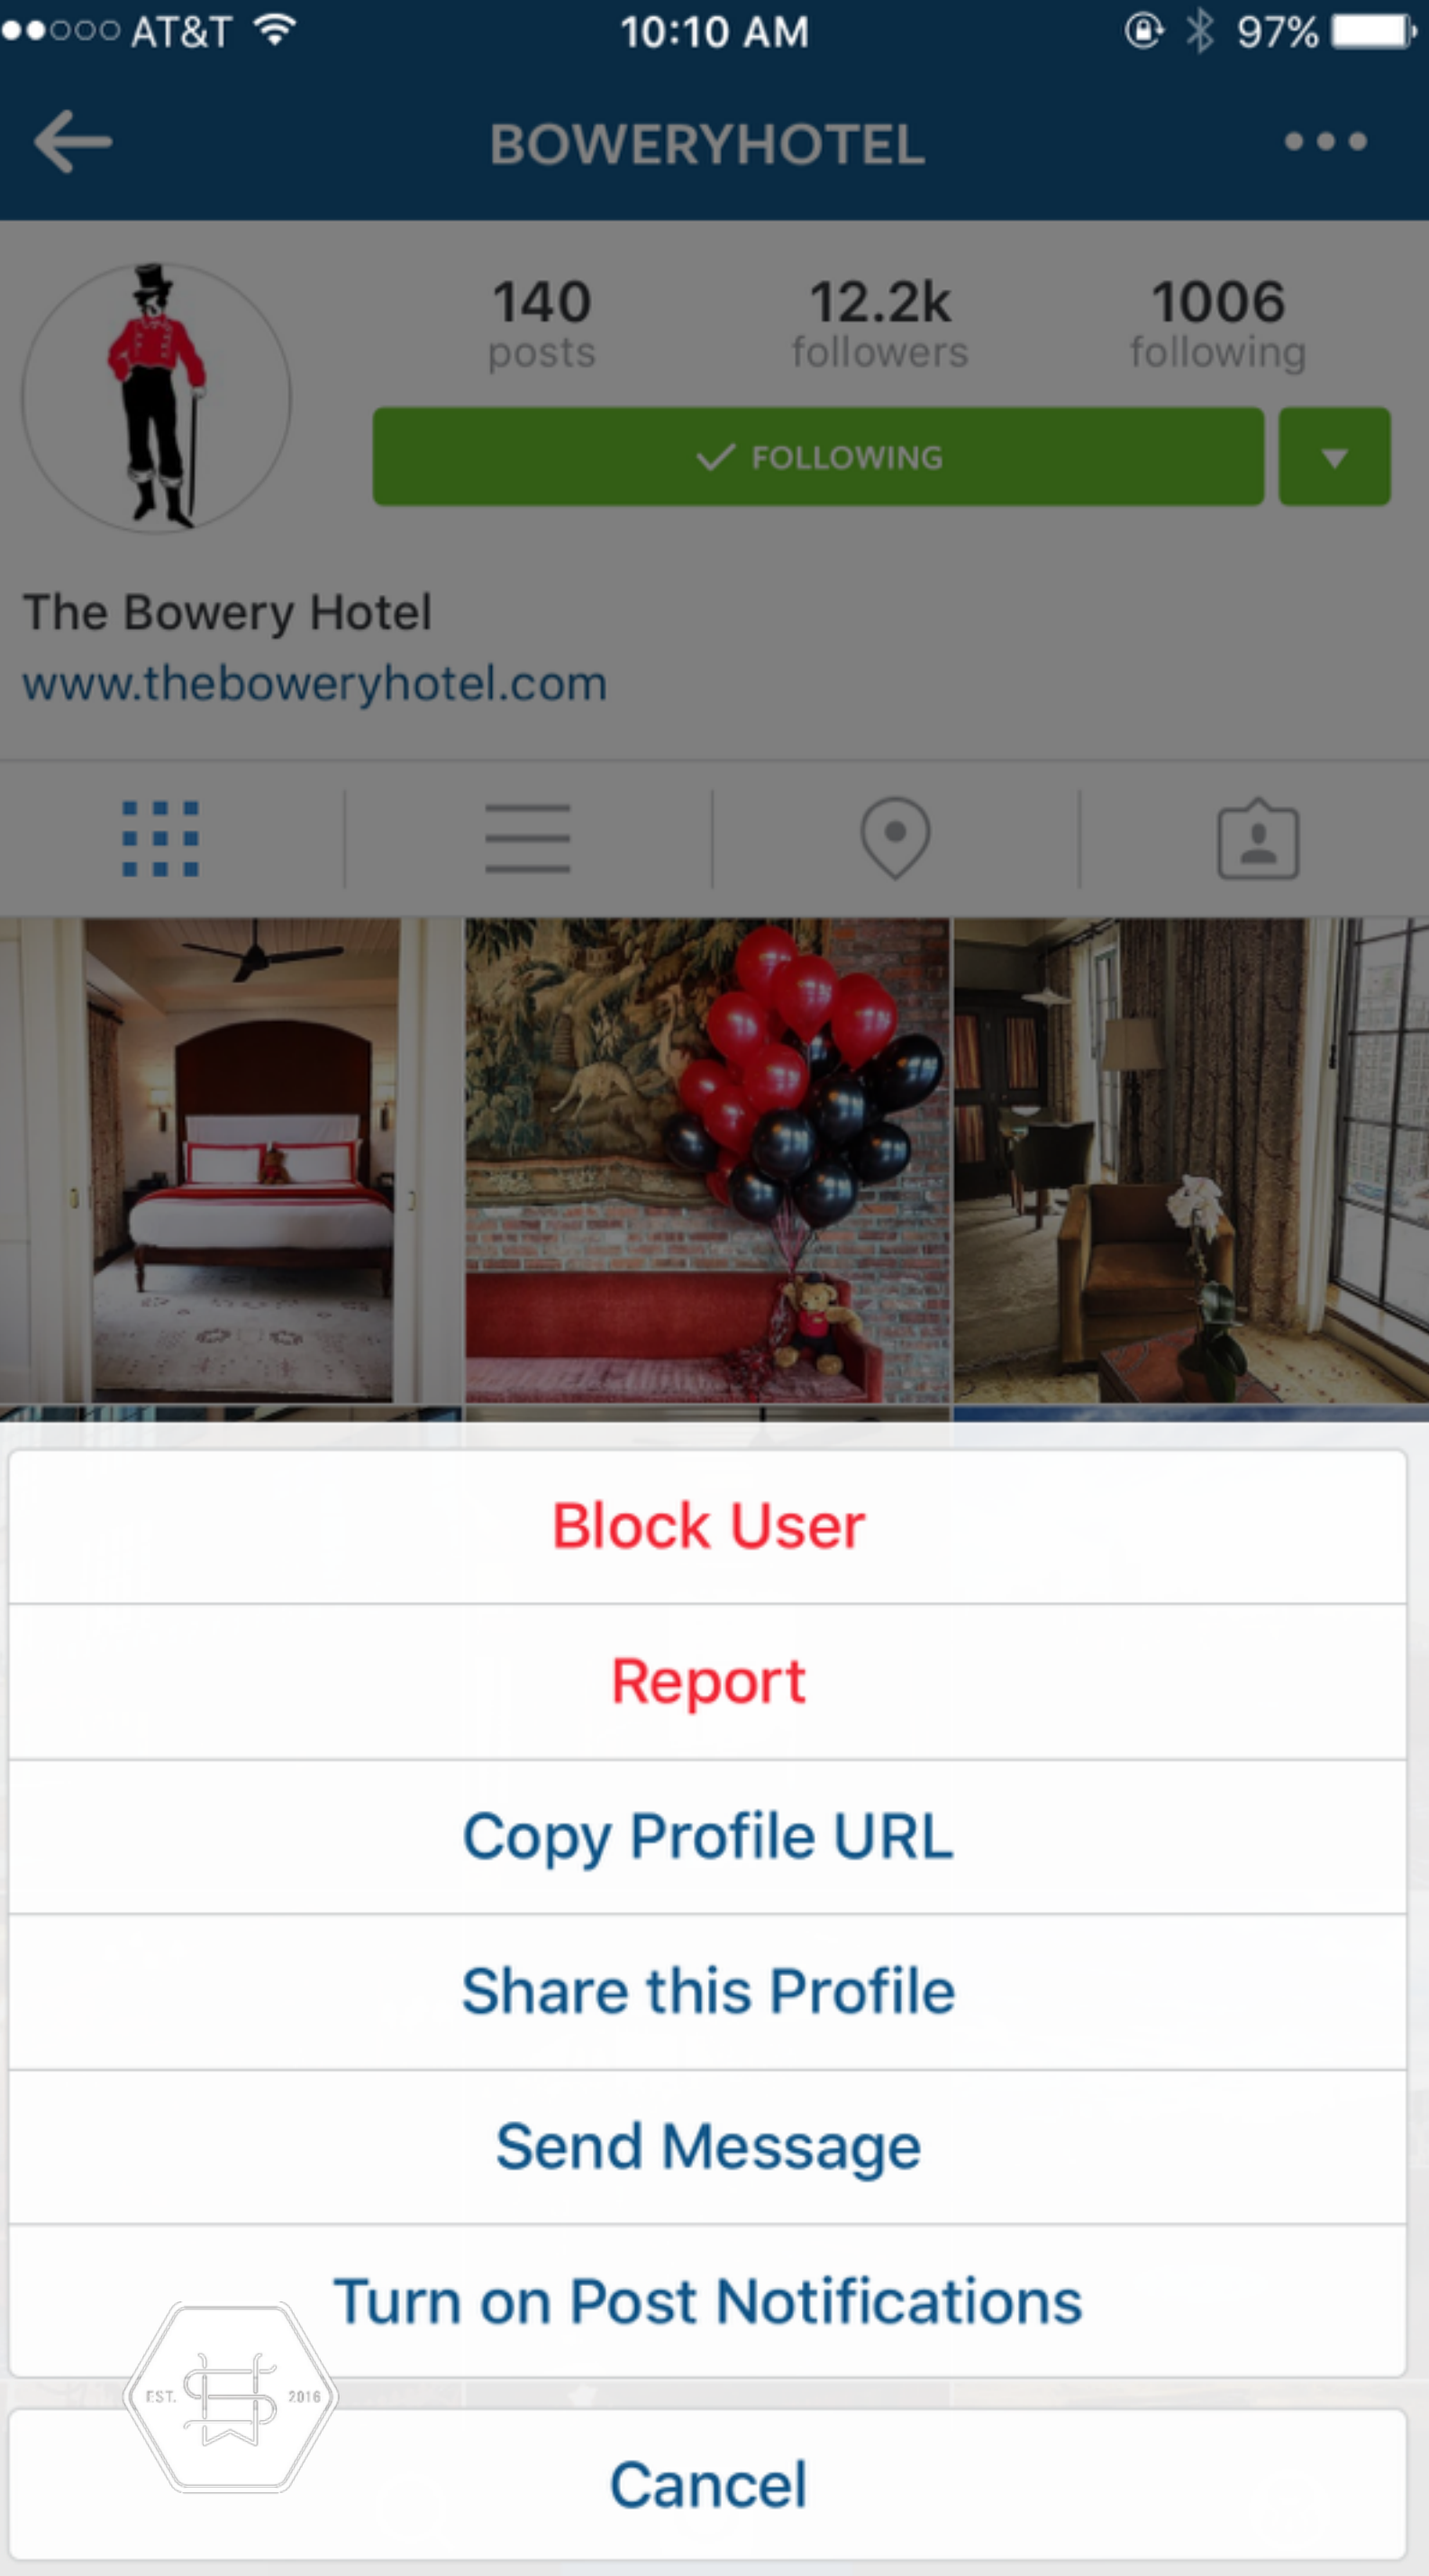 AT&T 10:10 AM 97%
BOWERYHOTEL
140 12.2k 1006
posts followers following
FOLLOWING
The Bowery Hotel
www.theboweryhotel.com
Block User
Report
Copy Profile URL
Share this Profile
Send Message
Turn on Post Notifications
EST. 2016
Cancel